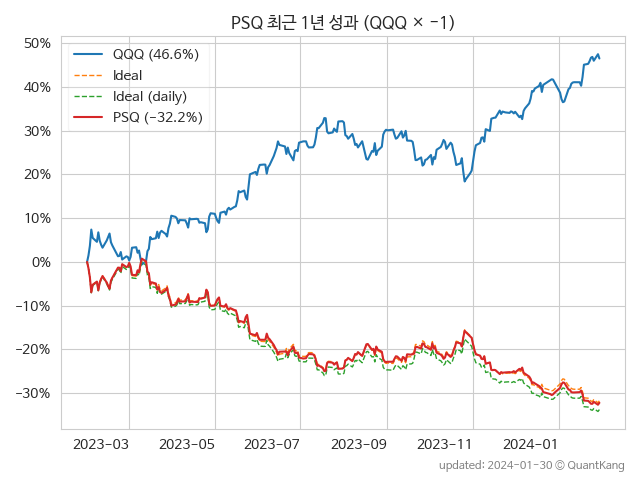 PSQ 최근 1년 성과 (QQQ × −1)
QQQ (46.6%)
Ideal
Ideal (daily)
PSQ (−32.2%)
50%
40%
30%
20%
10%
0%
−10%
−20%
−30%
2023-03
2023-05
2023-07
2023-09
2023-11
2024-01
updated: 2024-01-30 © QuantKang